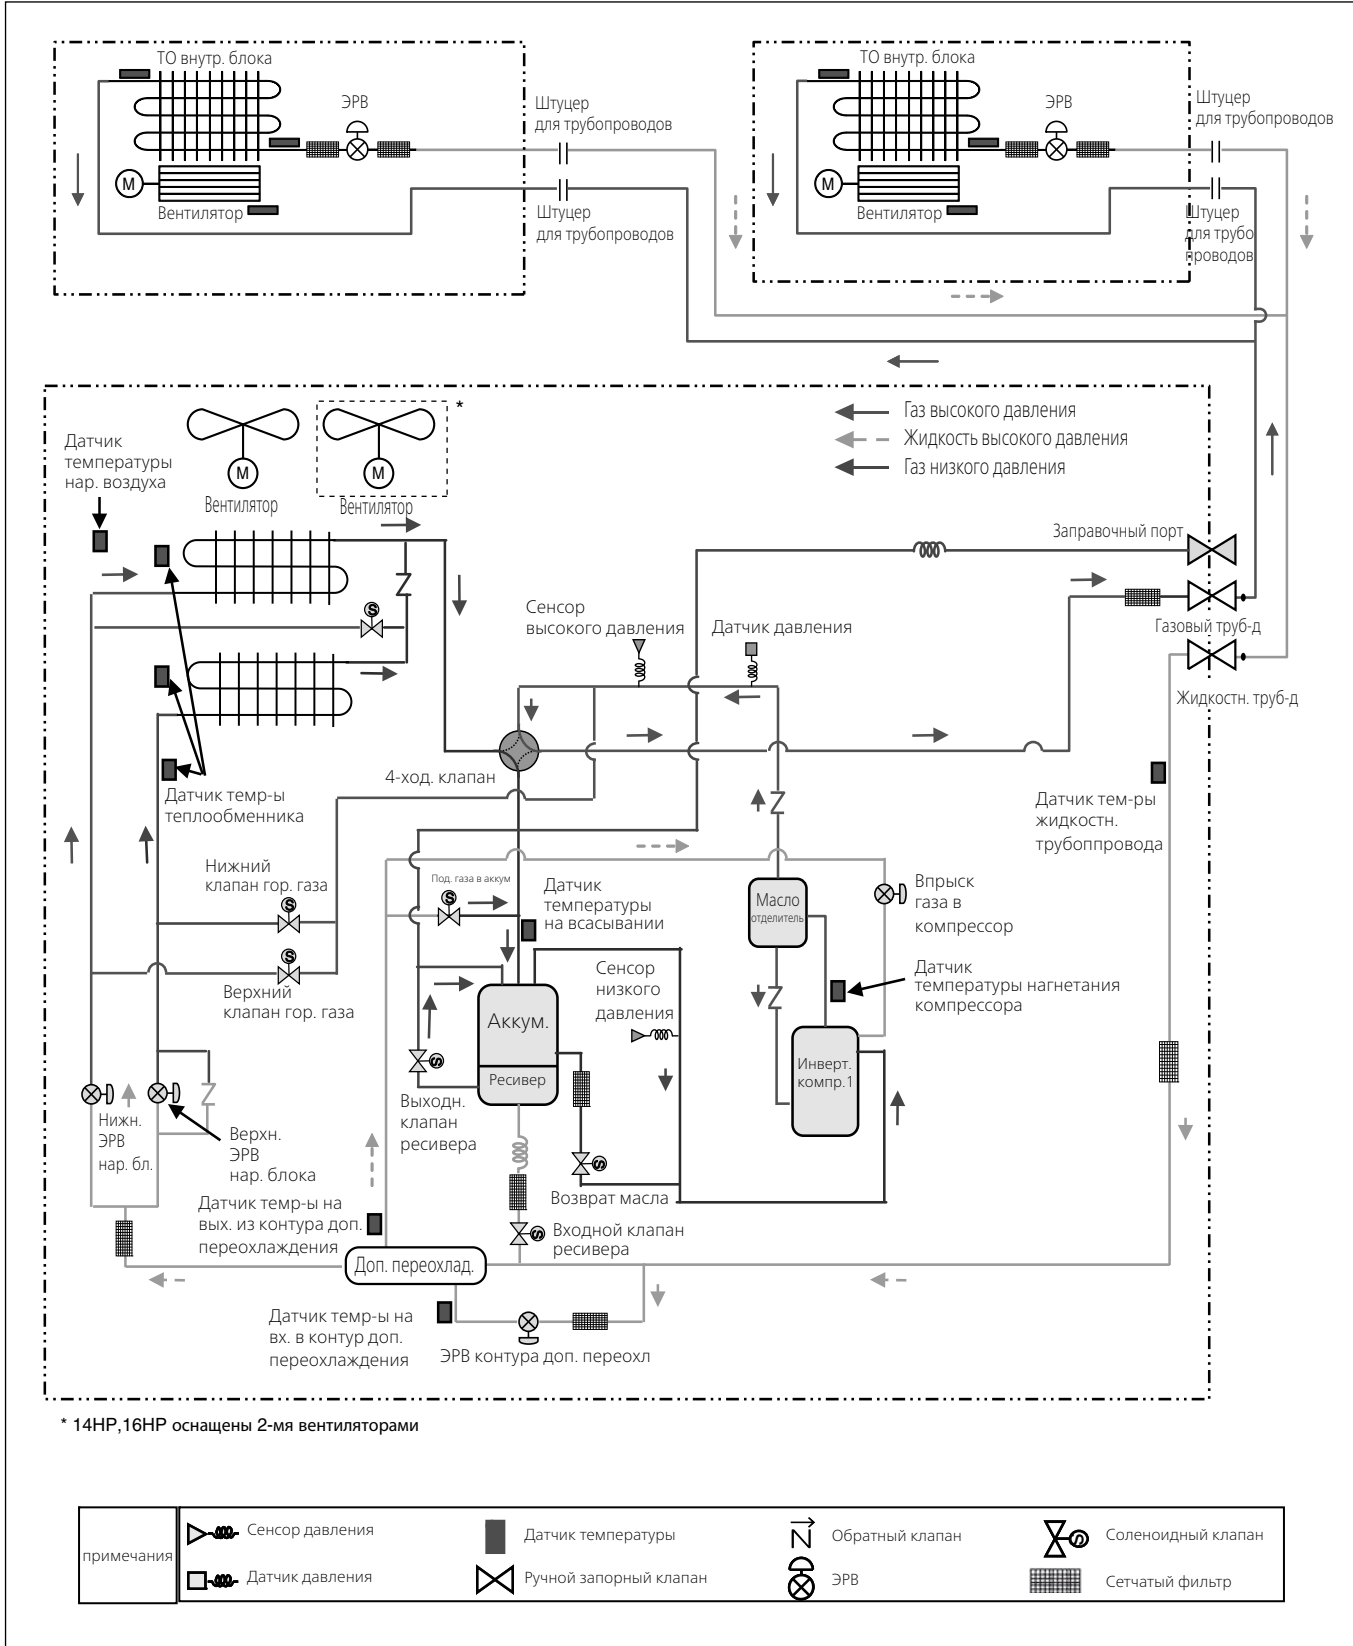 ТО внутр. блока
ЭРВ
Штуцер
для трубопроводов
M
Вентилятор
Штуцер
для трубопроводов
ТО внутр. блока
ЭРВ
Штуцер
для трубопроводов
M
Вентилятор
Штуцер
для трубо
проводов
*
Датчик
температуры
нар. воздуха
M
Вентилятор
M
Вентилятор
Газ высокого давления
Жидкость высокого давления
Газ низкого давления
Заправочный порт
S
Сенсор
высокого давления
Датчик давления
Газовый труб-д
Жидкостн. труб-д
4-ход. клапан
Датчик темр-ы
теплообменника
Датчик тем-ры
жидкостн.
трубоппровода
Нижний
клапан гор. газа
S
Под. газа в аккум
S
Датчик
температуры
на всасывании
Масло
отделитель
Впрыск
газа в
компрессор
S
Верхний
клапан гор. газа
Сенсор
низкого
давления
Датчик
температуры нагнетания
компрессора
Аккум.
Ресивер
S
Инверт.
компр.1
Выходн.
клапан
ресивера
Нижн.
ЭРВ
нар. бл.
Верхн.
ЭРВ
нар. блока
S
Возврат масла
Датчик темр-ы на
вых. из контура доп.
переохлаждения
S
Входной клапан
ресивера
Доп. переохлад.
Датчик темр-ы на
вх. в контур доп.
переохлаждения
ЭРВ контура доп. переохл
* 14HP,16HP оснащены 2-мя вентиляторами
примечания
Сенсор давления
Датчик температуры
Обратный клапан
S
Соленоидный клапан
Датчик давления
Ручной запорный клапан
ЭРВ
Сетчатый фильтр